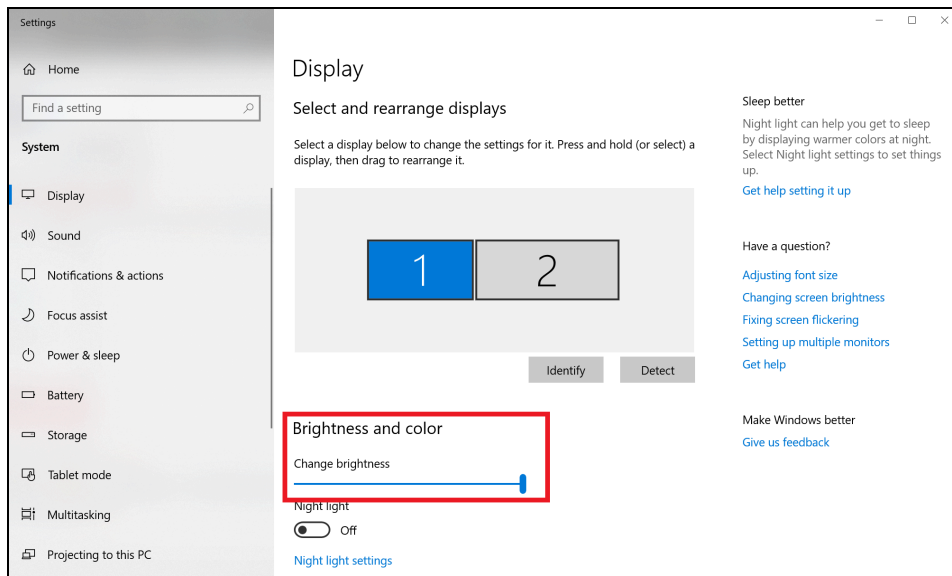 Settings
Home
Find a setting
System
Display
Sound
Notifications & actions
Focus assist
Power & sleep
Battery
Storage
Tablet mode
Multitasking
Projecting to this PC
Display
Select and rearrange displays
Select a display below to change the settings for it. Press and hold (or select) a
display, then drag to rearrange it.
1
2
Identify
Detect
Brightness and color
Change brightness
Night light
Off
Night light settings
Sleep better
Night light can help you get to sleep
by displaying warmer colors at night.
Select Night light settings to set things
up.
Get help setting it up
Have a question?
Adjusting font size
Changing screen brightness
Fixing screen flickering
Setting up multiple monitors
Get help
Make Windows better
Give us feedback